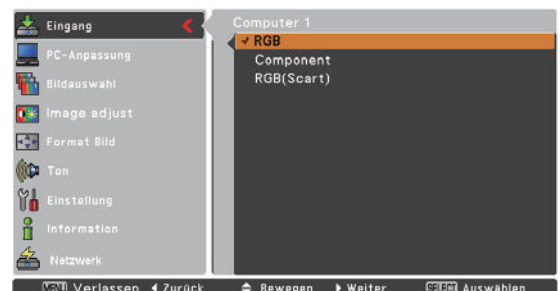 Eingang
PC-Anpassung
Bildauswahl
Image adjust
Format Bild
Ton
Einstellung
Information
Netzwerk
Computer 1
RGB
Component
RGB(Scart)
MENU Verlassen Zurück Bewegen Weiter SELECT Auswählen